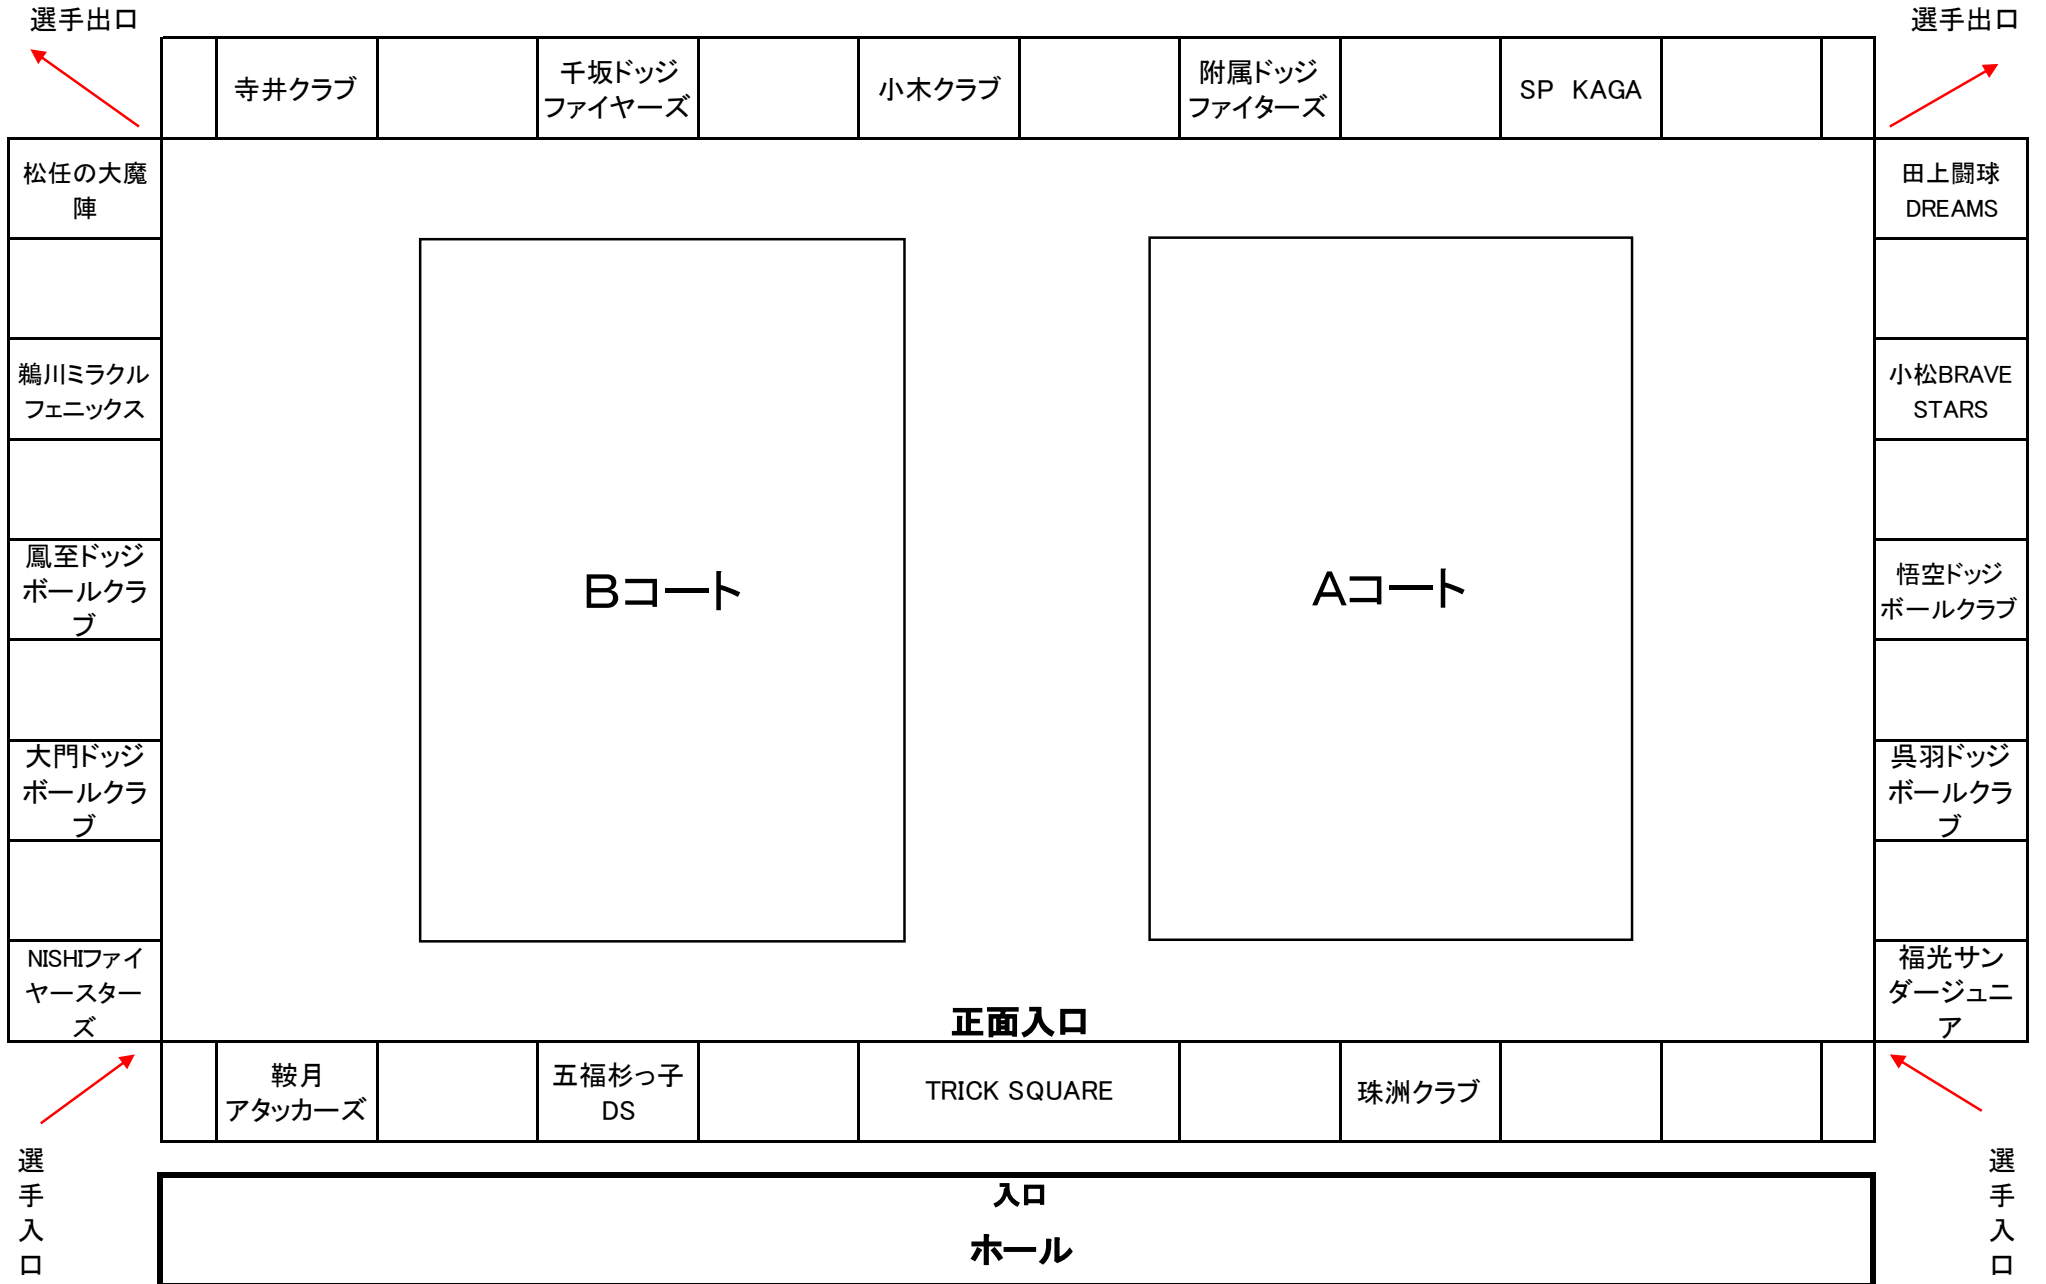 選手出口
選手出口
寺井クラブ
千坂ドッジ
ファイヤーズ
小木クラブ
附属ドッジ
ファイターズ
SP　KAGA
松任の大魔
陣
田上闘球
DREAMS
鵜川ミラクル
フェニックス
小松BRAVE
STARS
鳳至ドッジ
ボールクラ
ブ
Bコート
Aコート
悟空ドッジ
ボールクラブ
大門ドッジ
ボールクラ
ブ
呉羽ドッジ
ボールクラ
ブ
NISHIファイ
ヤースター
ズ
福光サン
ダージュニ
ア
正面入口
鞍月
アタッカーズ
五福杉っ子
DS
TRICK SQUARE
珠洲クラブ
選手入口
選手入口
入口
ホール